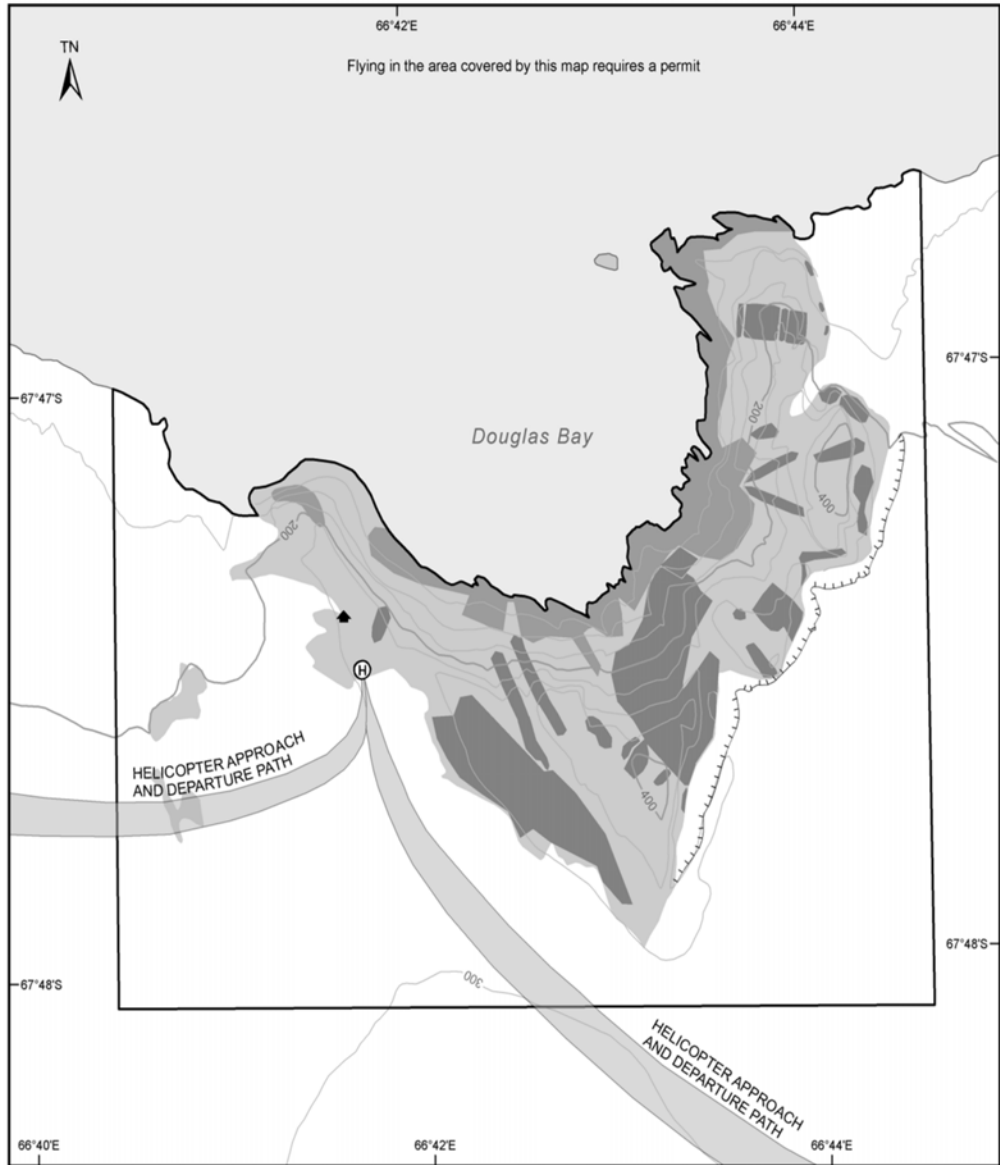 66°42'E
66°44'E
TN
Flying in the area covered by this map requires a permit
67°47'S
67°47'S
200
Douglas Bay
400
200
H
HELICOPTER APPROACH
AND DEPARTURE PATH
400
67°48'S
67°48'S
300
HELICOPTER APPROACH
AND DEPARTURE PATH
66°40'E
66°42'E
66°44'E